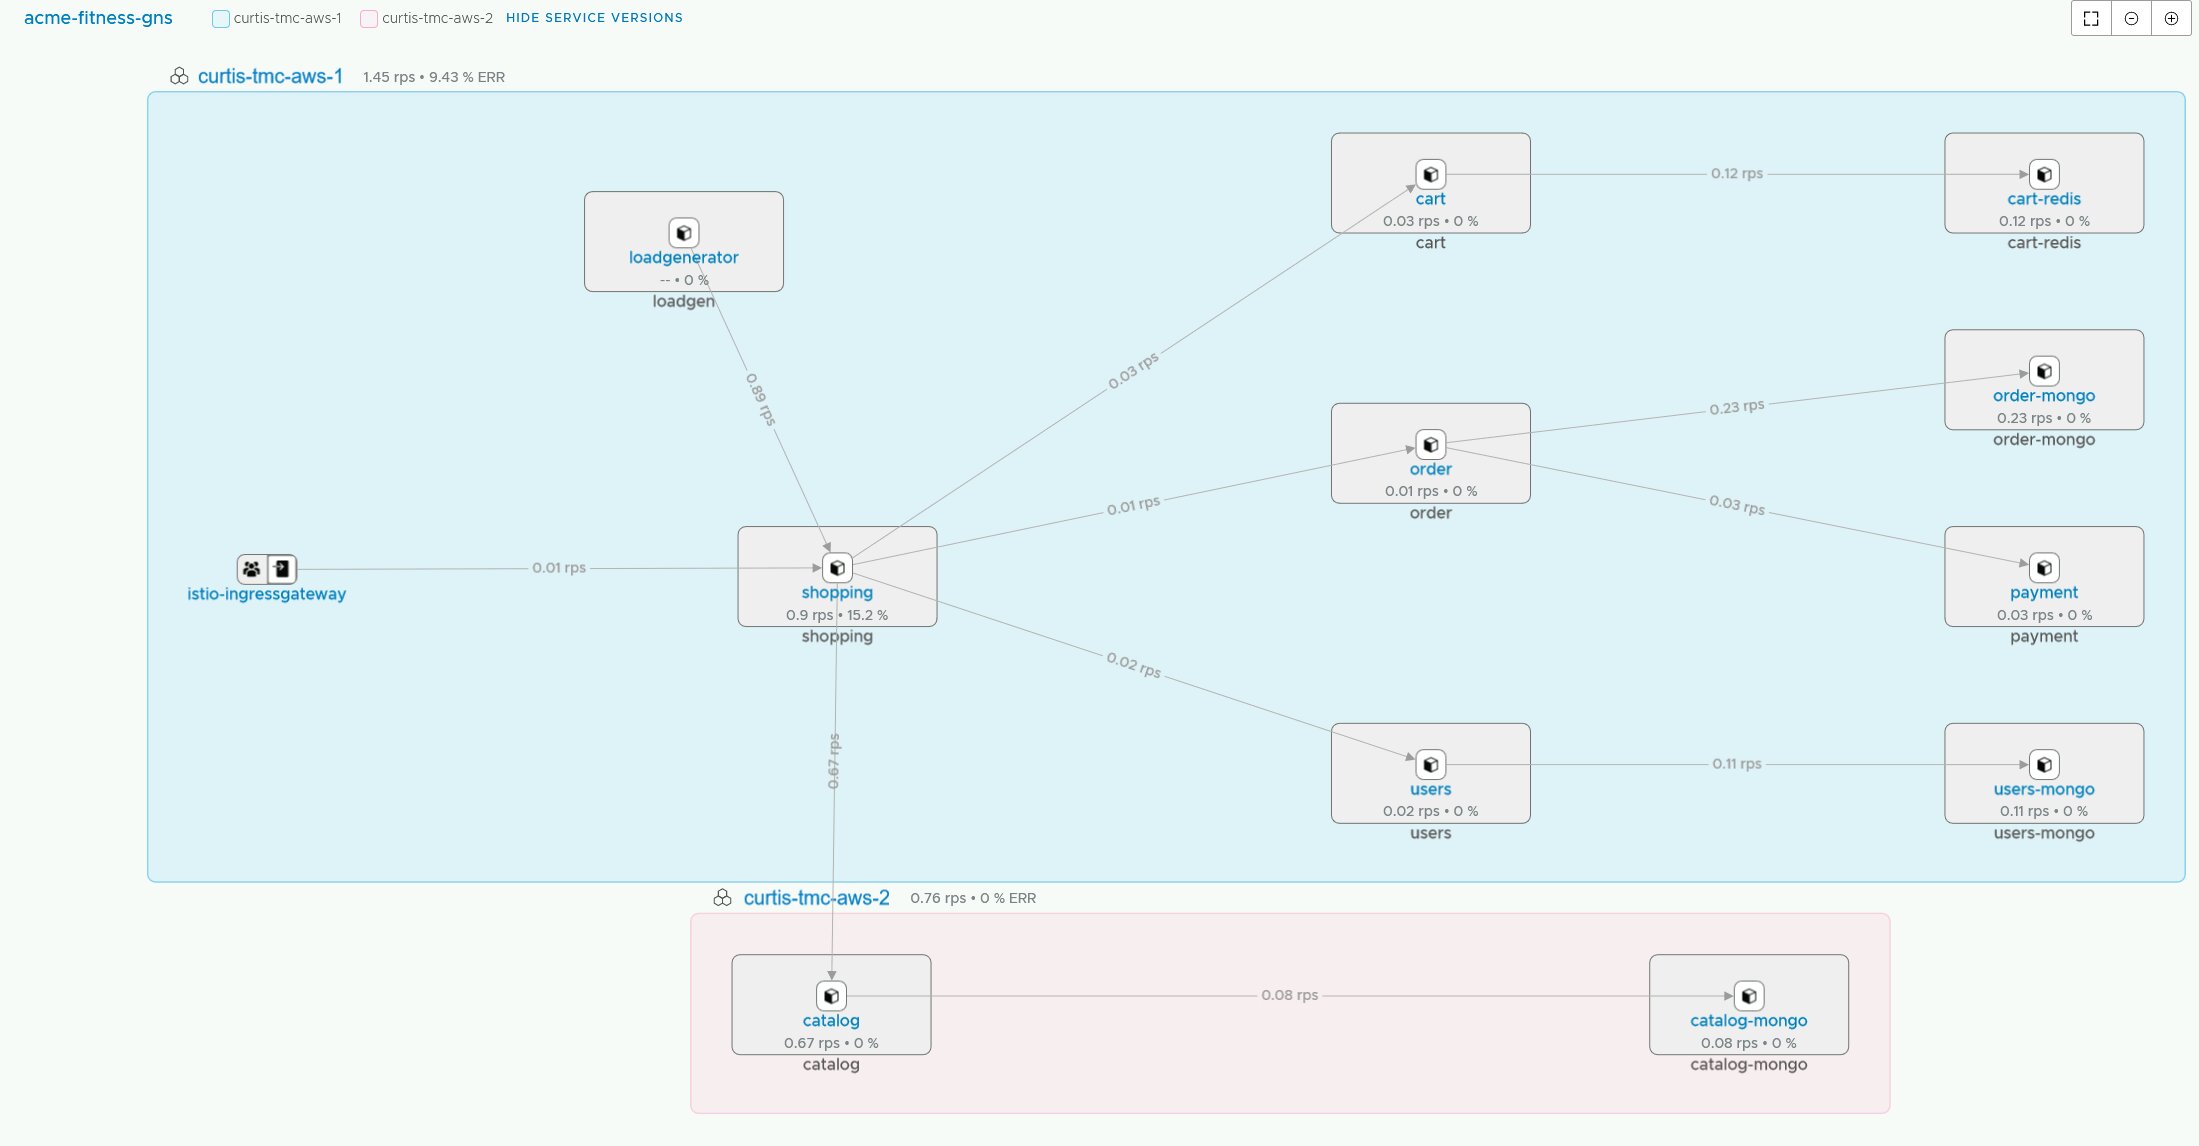 acme-fitness-gns curtis-tmc-aws-1 curtis-tmc-aws-2 HIDE SERVICE VERSIONS
curtis-tmc-aws-1 1.45 rps • 9.43 % ERR
cart
0.03 rps • 0 %
cart
0.12 rps
cart-redis
0.12 rps • 0 %
cart-redis
loadgenerator
-- • 0 %
loadgen
0.89 rps
0.03 rps
order-mongo
0.23 rps • 0 %
order-mongo
0.23 rps
order
0.01 rps • 0 %
order
0.01 rps
0.03 rps
istio-ingressgateway
0.01 rps
shopping
0.9 rps • 15.2 %
shopping
payment
0.03 rps • 0 %
payment
0.02 rps
0.67 rps
users
0.02 rps • 0 %
users
0.11 rps
users-mongo
0.11 rps • 0 %
users-mongo
curtis-tmc-aws-2 0.76 rps • 0 % ERR
catalog
0.67 rps • 0 %
catalog
0.08 rps
catalog-mongo
0.08 rps • 0 %
catalog-mongo